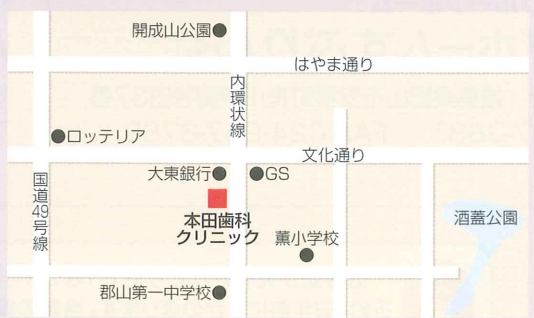 開成山公園
はやま通り
内環状線
ロッテリア
文化通り
大東銀行
GS
国道49号線
本田歯科
クリニック
薫小学校
酒蓋公園
郡山第一中学校